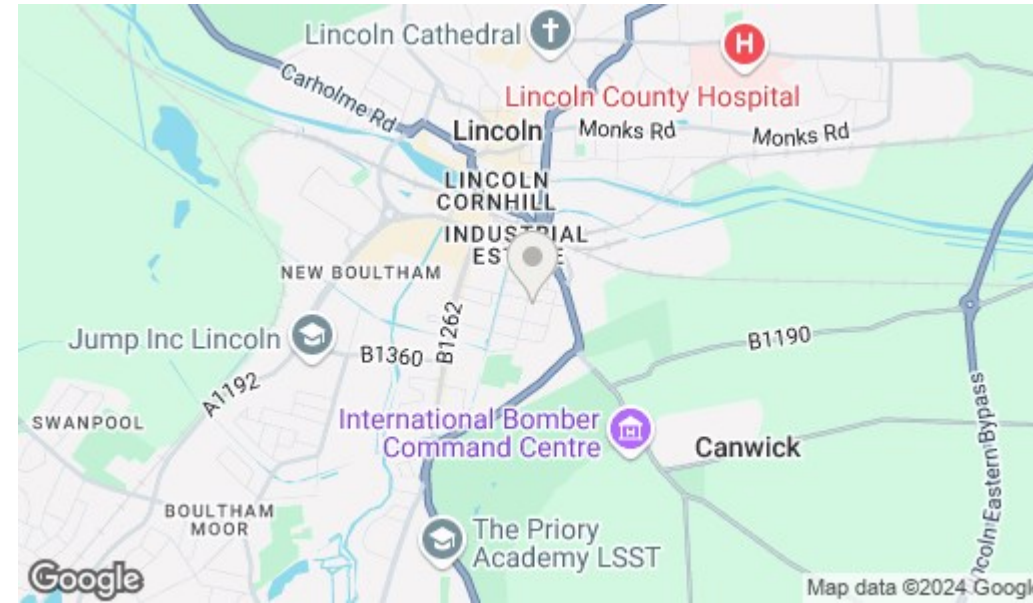 Lincoln Cathedral
H
Lincoln County Hospital
Carholme Rd
Lincoln
Monks Rd
Monks Rd
LINCOLN
CORNHILL
INDUSTRIAL
NEW BOULTHAM
Jump Inc Lincoln
B1262
B1360
B1190
A1192
SWANPOOL
International Bomber
Command Centre
Canwick
Lincoln Eastern Bypass
BOULTHAM
MOOR
The Priory
Academy LSST
Google
Map data ©2024 Google